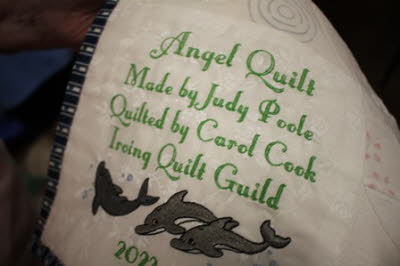 Angel Quilt
Made by Judy Poole
Quilted by Carol Cook
Irving Quilt Guild
2022